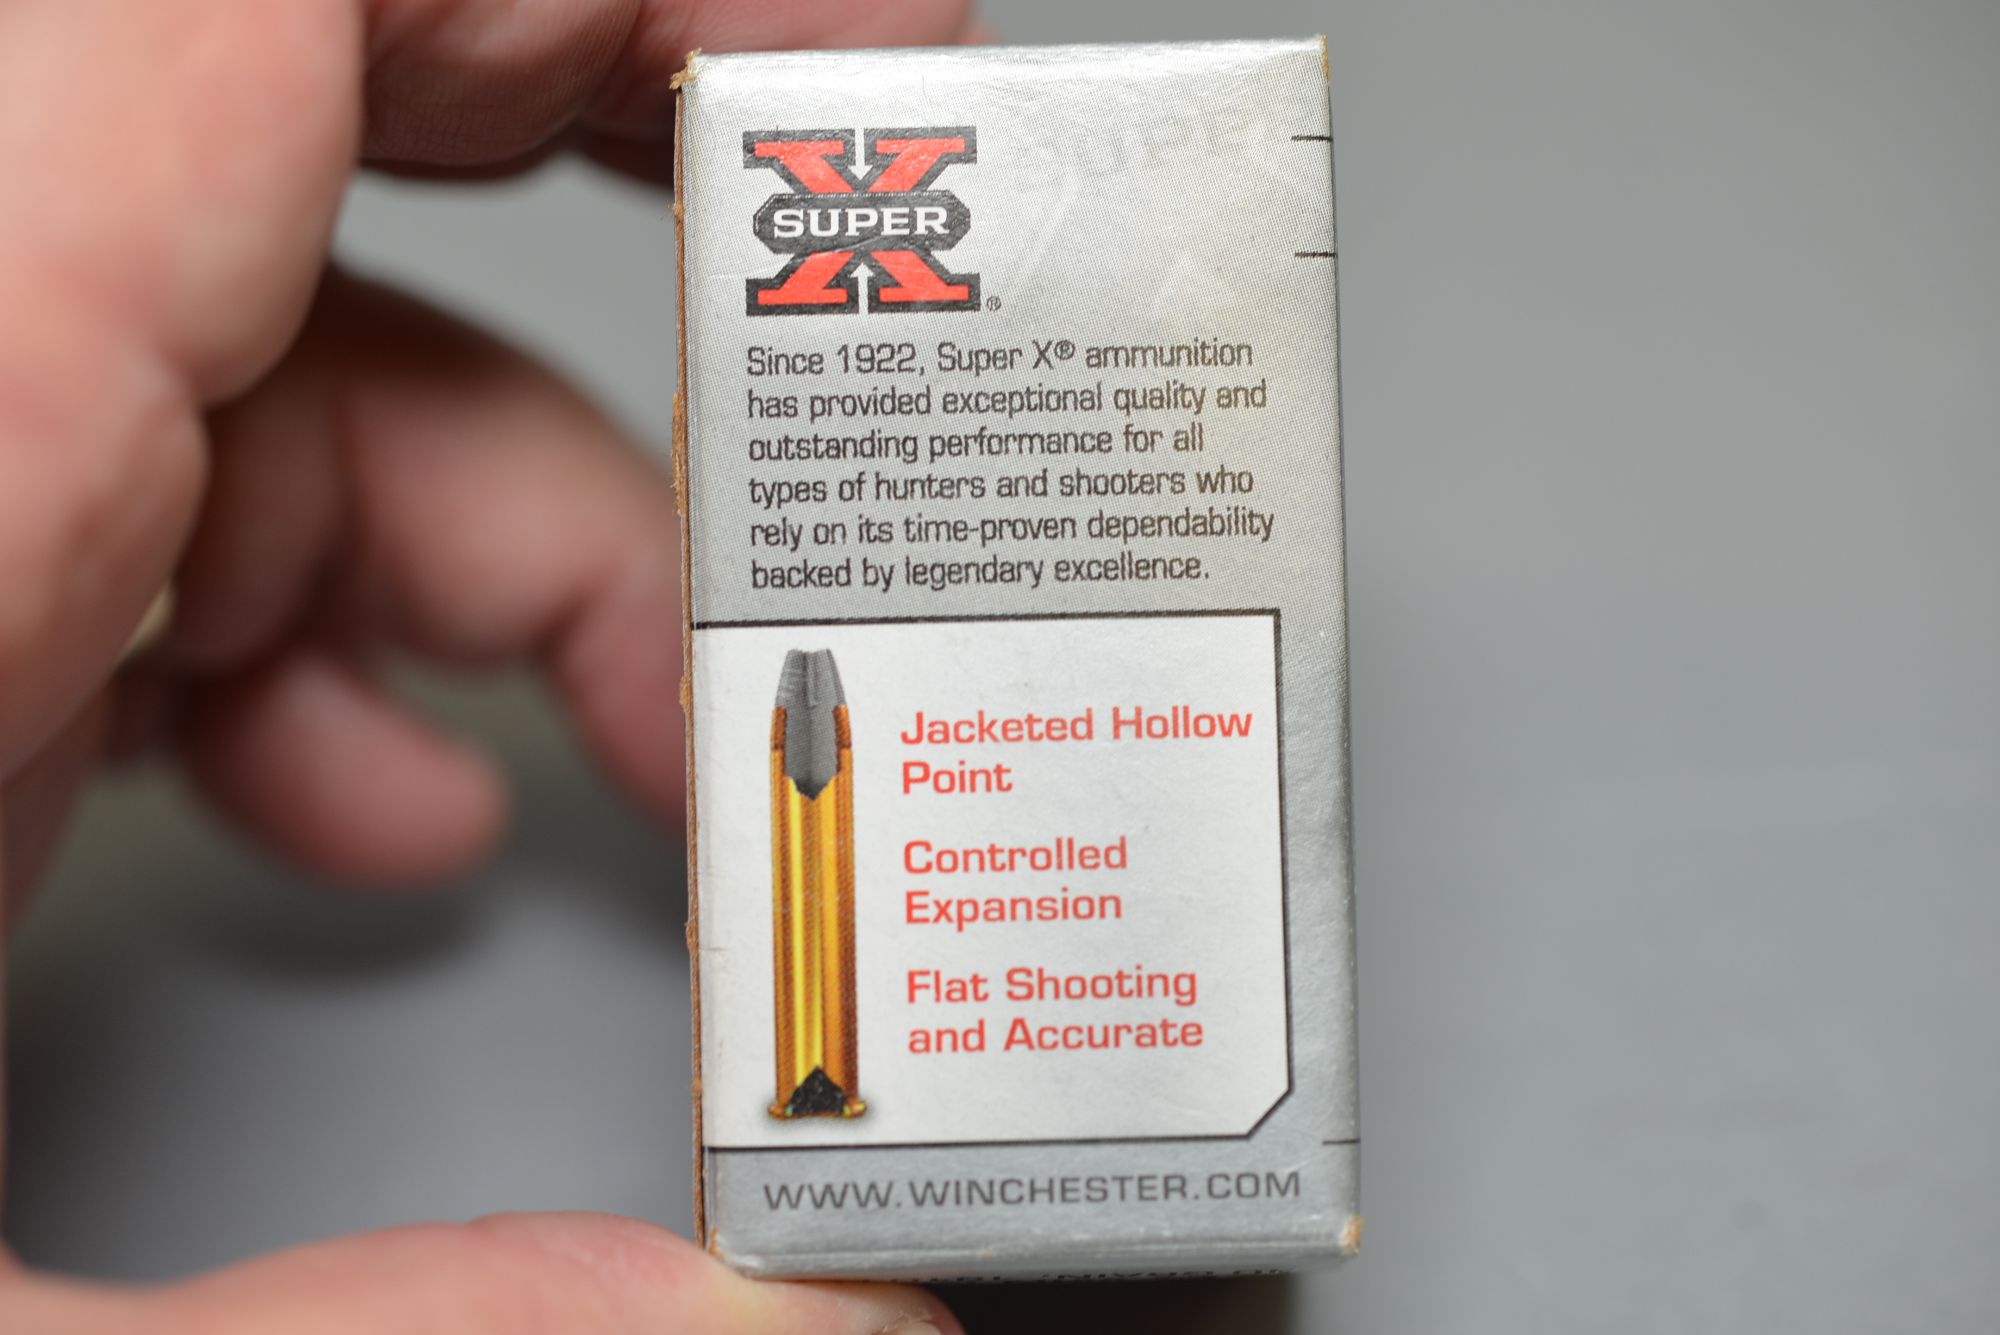 SUPER
X
®
Since 1922, Super X® ammunition
has provided exceptional quality and
outstanding performance for all
types of hunters and shooters who
rely on its time-proven dependability
backed by legendary excellence.
Jacketed Hollow
Point
Controlled
Expansion
Flat Shooting
and Accurate
WWW.WINCHESTER.COM